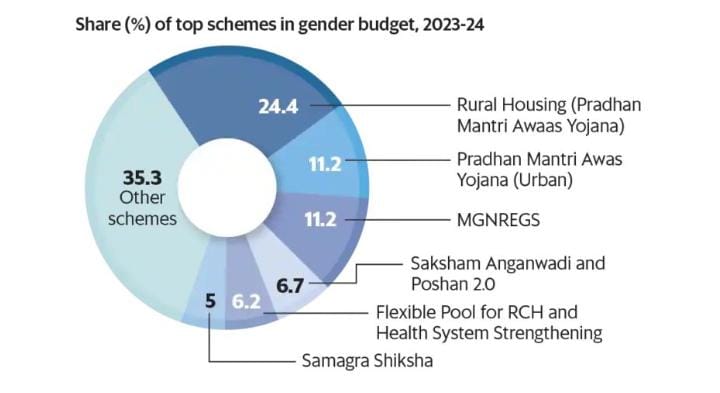 Share (%) of top schemes in gender budget, 2023-24
24.4
Rural Housing (Pradhan
Mantri Awaas Yojana)
11.2
Pradhan Mantri Awas
Yojana (Urban)
11.2
MGNREGS
6.7
Saksham Anganwadi and
Poshan 2.0
6.2
Flexible Pool for RCH and
Health System Strengthening
5
Samagra Shiksha
35.3
Other
schemes